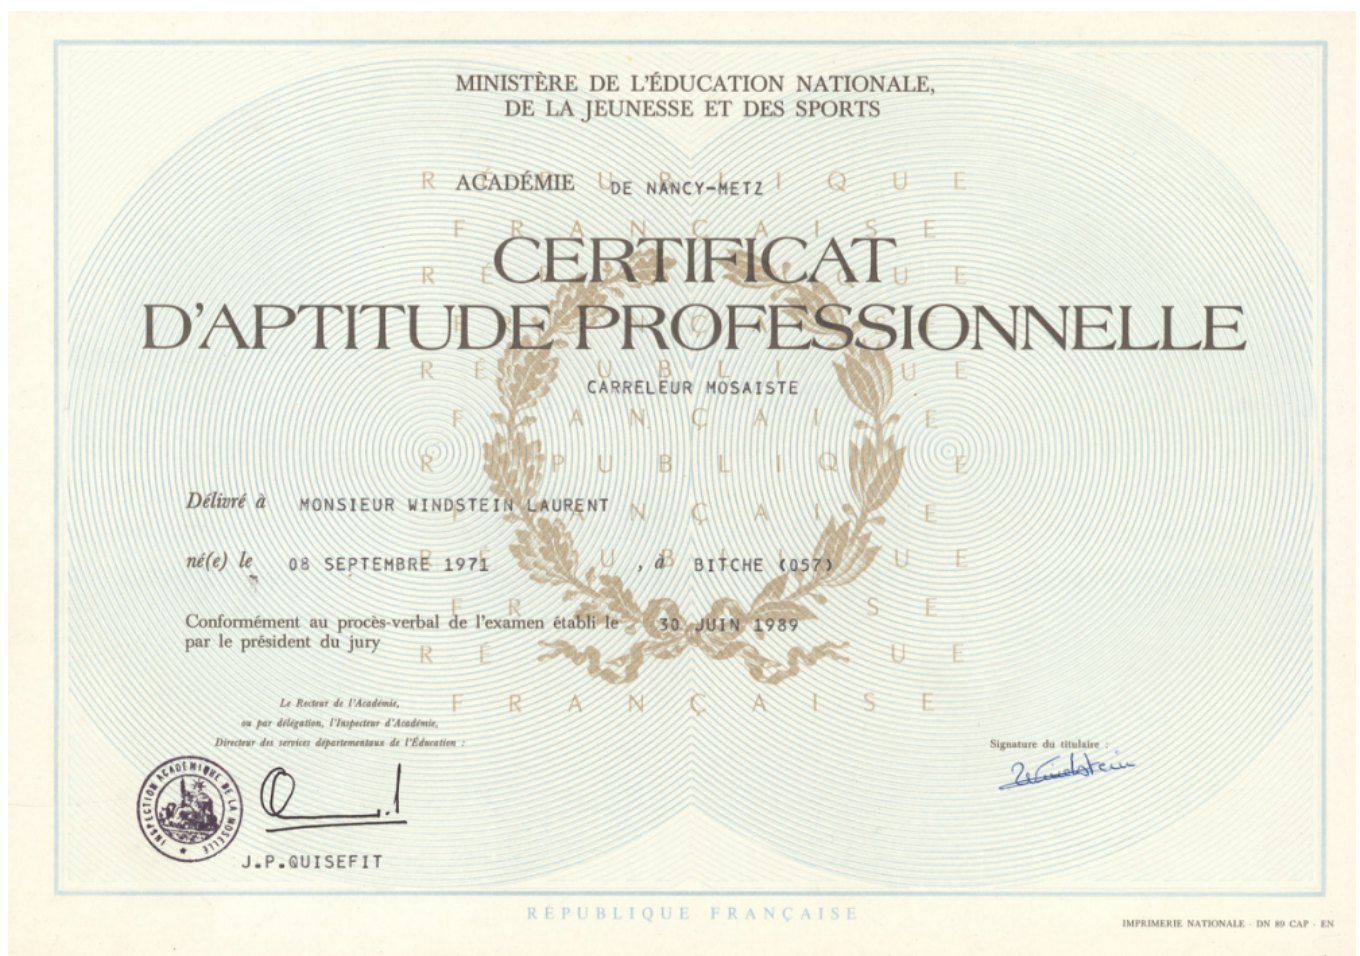 MINISTÈRE DE L'ÉDUCATION NATIONALE,
DE LA JEUNESSE ET DES SPORTS
ACADÉMIE DE NANCY-METZ
CERTIFICAT
D'APTITUDE PROFESSIONNELLE
CARRELEUR MOSAISTE
Délivré à MONSIEUR WINDSTEIN LAURENT
né(e) le 08 SEPTEMBRE 1971 , à BITCHE (057)
Conformément au procès-verbal de l'examen établi le 30 JUIN 1989
par le président du jury
Le Recteur de l'Académie,
ou par délégation, l'Inspecteur d'Académie,
Directeur des services départementaux de l'Éducation :
Signature du titulaire :
Windstein
INSPECTION ACADÉMIQUE DE LA MOSELLE
J.P.QUISEFIT
RÉPUBLIQUE FRANÇAISE
RÉPUBLIQUE FRANÇAISE
IMPRIMERIE NATIONALE - DN 89 CAP - EN